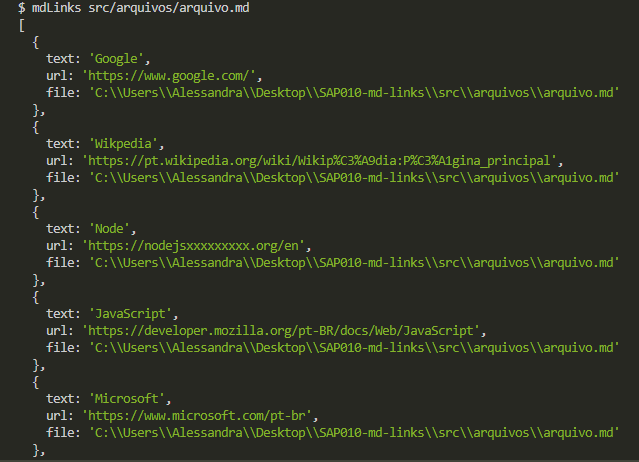 $ mdLinks src/arquivos/arquivo.md
[
  {
    text: 'Google',
    url: 'https://www.google.com/',
    file: 'C:\\Users\\Alessandra\\Desktop\\SAP010-md-links\\src\\arquivos\\arquivo.md'
  },
  {
    text: 'Wikpedia',
    url: 'https://pt.wikipedia.org/wiki/Wikip%C3%A9dia:P%C3%A1gina_principal',
    file: 'C:\\Users\\Alessandra\\Desktop\\SAP010-md-links\\src\\arquivos\\arquivo.md'
  },
  {
    text: 'Node',
    url: 'https://nodejsxxxxxxxxx.org/en',
    file: 'C:\\Users\\Alessandra\\Desktop\\SAP010-md-links\\src\\arquivos\\arquivo.md'
  },
  {
    text: 'JavaScript',
    url: 'https://developer.mozilla.org/pt-BR/docs/Web/JavaScript',
    file: 'C:\\Users\\Alessandra\\Desktop\\SAP010-md-links\\src\\arquivos\\arquivo.md'
  },
  {
    text: 'Microsoft',
    url: 'https://www.microsoft.com/pt-br',
    file: 'C:\\Users\\Alessandra\\Desktop\\SAP010-md-links\\src\\arquivos\\arquivo.md'
  },